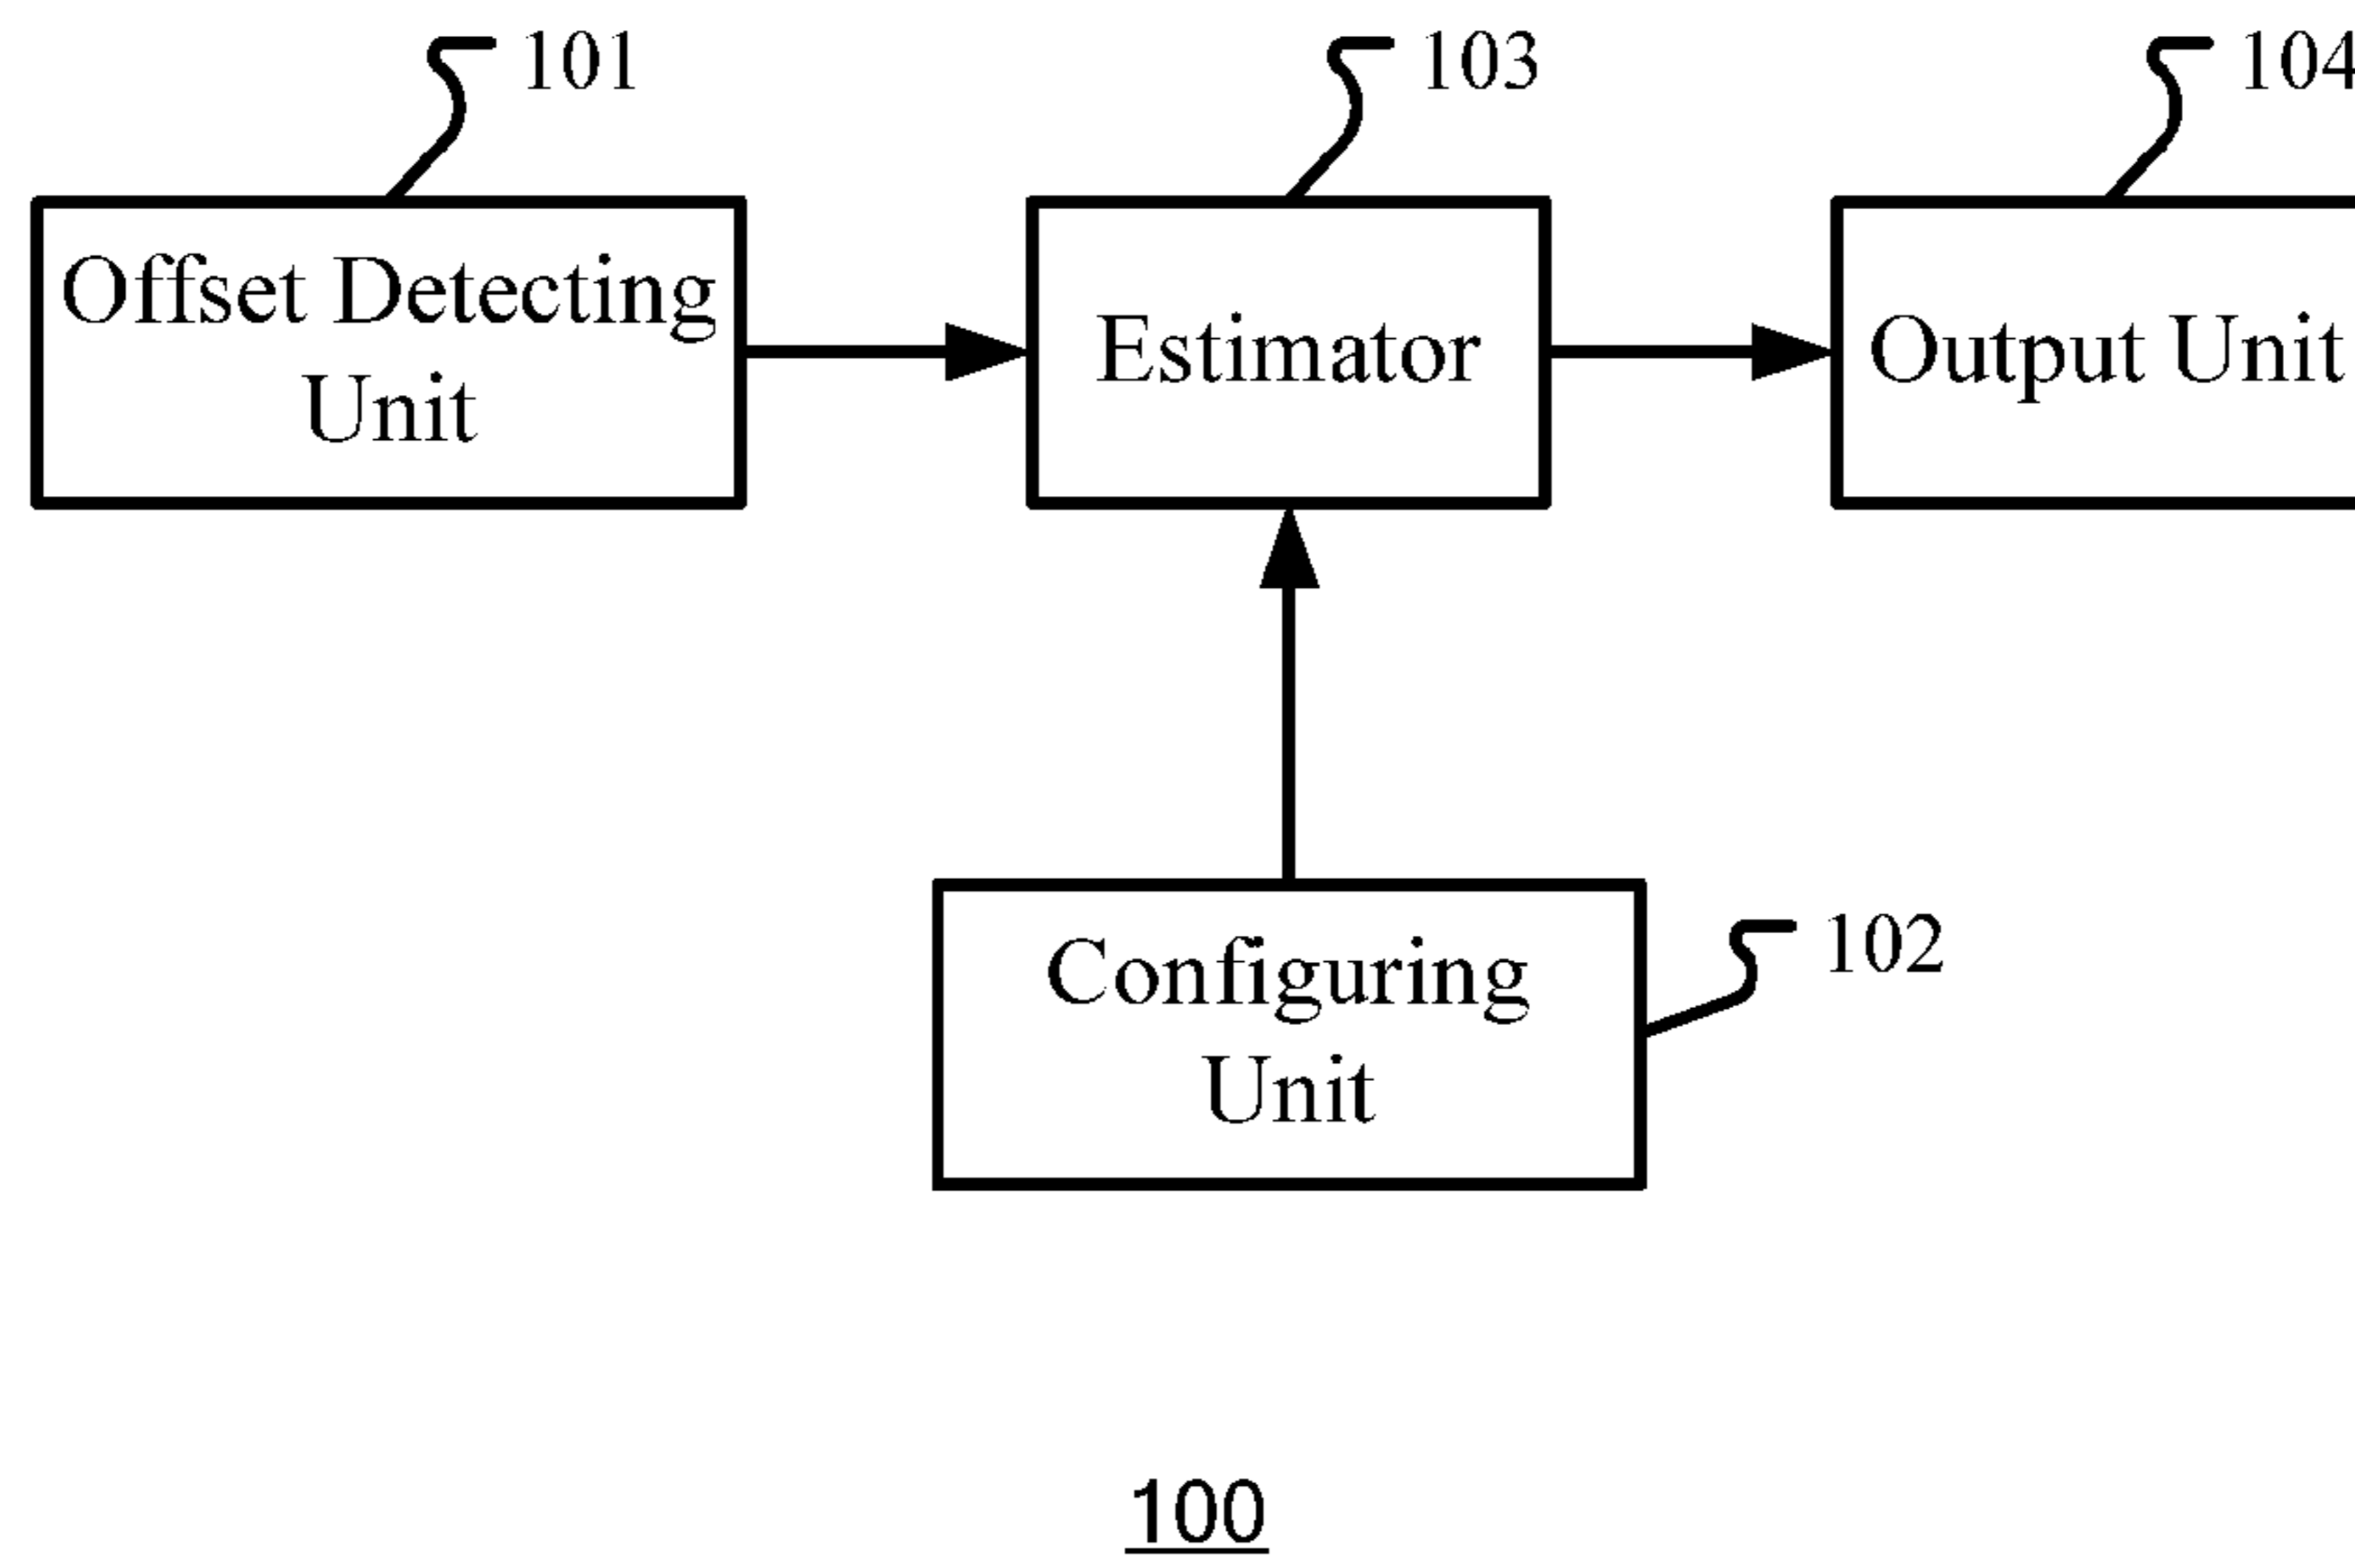 101
103
104
Offset Detecting
Unit
Estimator
Output Unit
Configuring
Unit
102
100